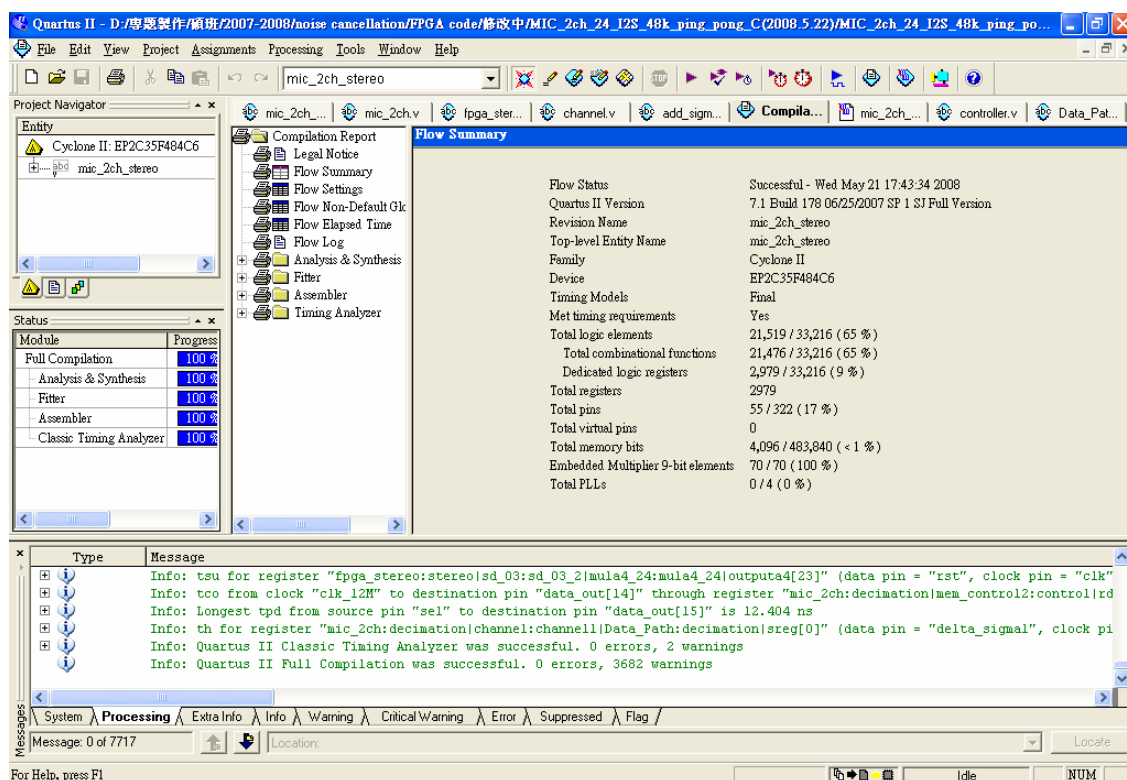 Quartus II - D:/專題製作/碩班/2007-2008/noise cancellation/FPGA code/修改中/MIC_2ch_24_I2S_48k_ping_pong_C(2008.5.22)/MIC_2ch_24_I2S_48k_ping_po...
File Edit View Project Assignments Processing Tools Window Help
mic_2ch_stereo
Project Navigator
mic_2ch_... mic_2ch.v fpga_ster... channel.v add_sigm... Compila... mic_2ch_... controller.v Data_Pat...
Entity
Cyclone II: EP2C35F484C6
mic_2ch_stereo
Status
Module Progress
Full Compilation 100 %
Analysis & Synthesis 100 %
Fitter 100 %
Assembler 100 %
Classic Timing Analyzer 100 %
Compilation Report
Legal Notice
Flow Summary
Flow Settings
Flow Non-Default Glo
Flow Elapsed Time
Flow Log
Analysis & Synthesis
Fitter
Assembler
Timing Analyzer
Flow Summary
Flow Status Successful - Wed May 21 17:43:34 2008
Quartus II Version 7.1 Build 178 06/25/2007 SP 1 SJ Full Version
Revision Name mic_2ch_stereo
Top-level Entity Name mic_2ch_stereo
Family Cyclone II
Device EP2C35F484C6
Timing Models Final
Met timing requirements Yes
Total logic elements 21,519 / 33,216 ( 65 % )
Total combinational functions 21,476 / 33,216 ( 65 % )
Dedicated logic registers 2,979 / 33,216 ( 9 % )
Total registers 2979
Total pins 55 / 322 ( 17 % )
Total virtual pins 0
Total memory bits 4,096 / 483,840 ( < 1 % )
Embedded Multiplier 9-bit elements 70 / 70 ( 100 % )
Total PLLs 0 / 4 ( 0 % )
Type Message
Info: tsu for register "fpga_stereo:stereo|sd_03:sd_03_2|mula4_24:mula4_24|outputa4[23]" (data pin = "rst", clock pin = "clk"
Info: tco from clock "clk_12M" to destination pin "data_out[14]" through register "mic_2ch:decimation|mem_control2:control|rd
Info: Longest tpd from source pin "sel" to destination pin "data_out[15]" is 12.404 ns
Info: th for register "mic_2ch:decimation|channel:channel1|Data_Path:decimation|sreg[0]" (data pin = "delta_sigma1", clock pi
Info: Quartus II Classic Timing Analyzer was successful. 0 errors, 2 warnings
Info: Quartus II Full Compilation was successful. 0 errors, 3682 warnings
System Processing Extra Info Info Warning Critical Warning Error Suppressed Flag
Messages
Message: 0 of 7717 Location: Locate
For Help, press F1 Idle NUM